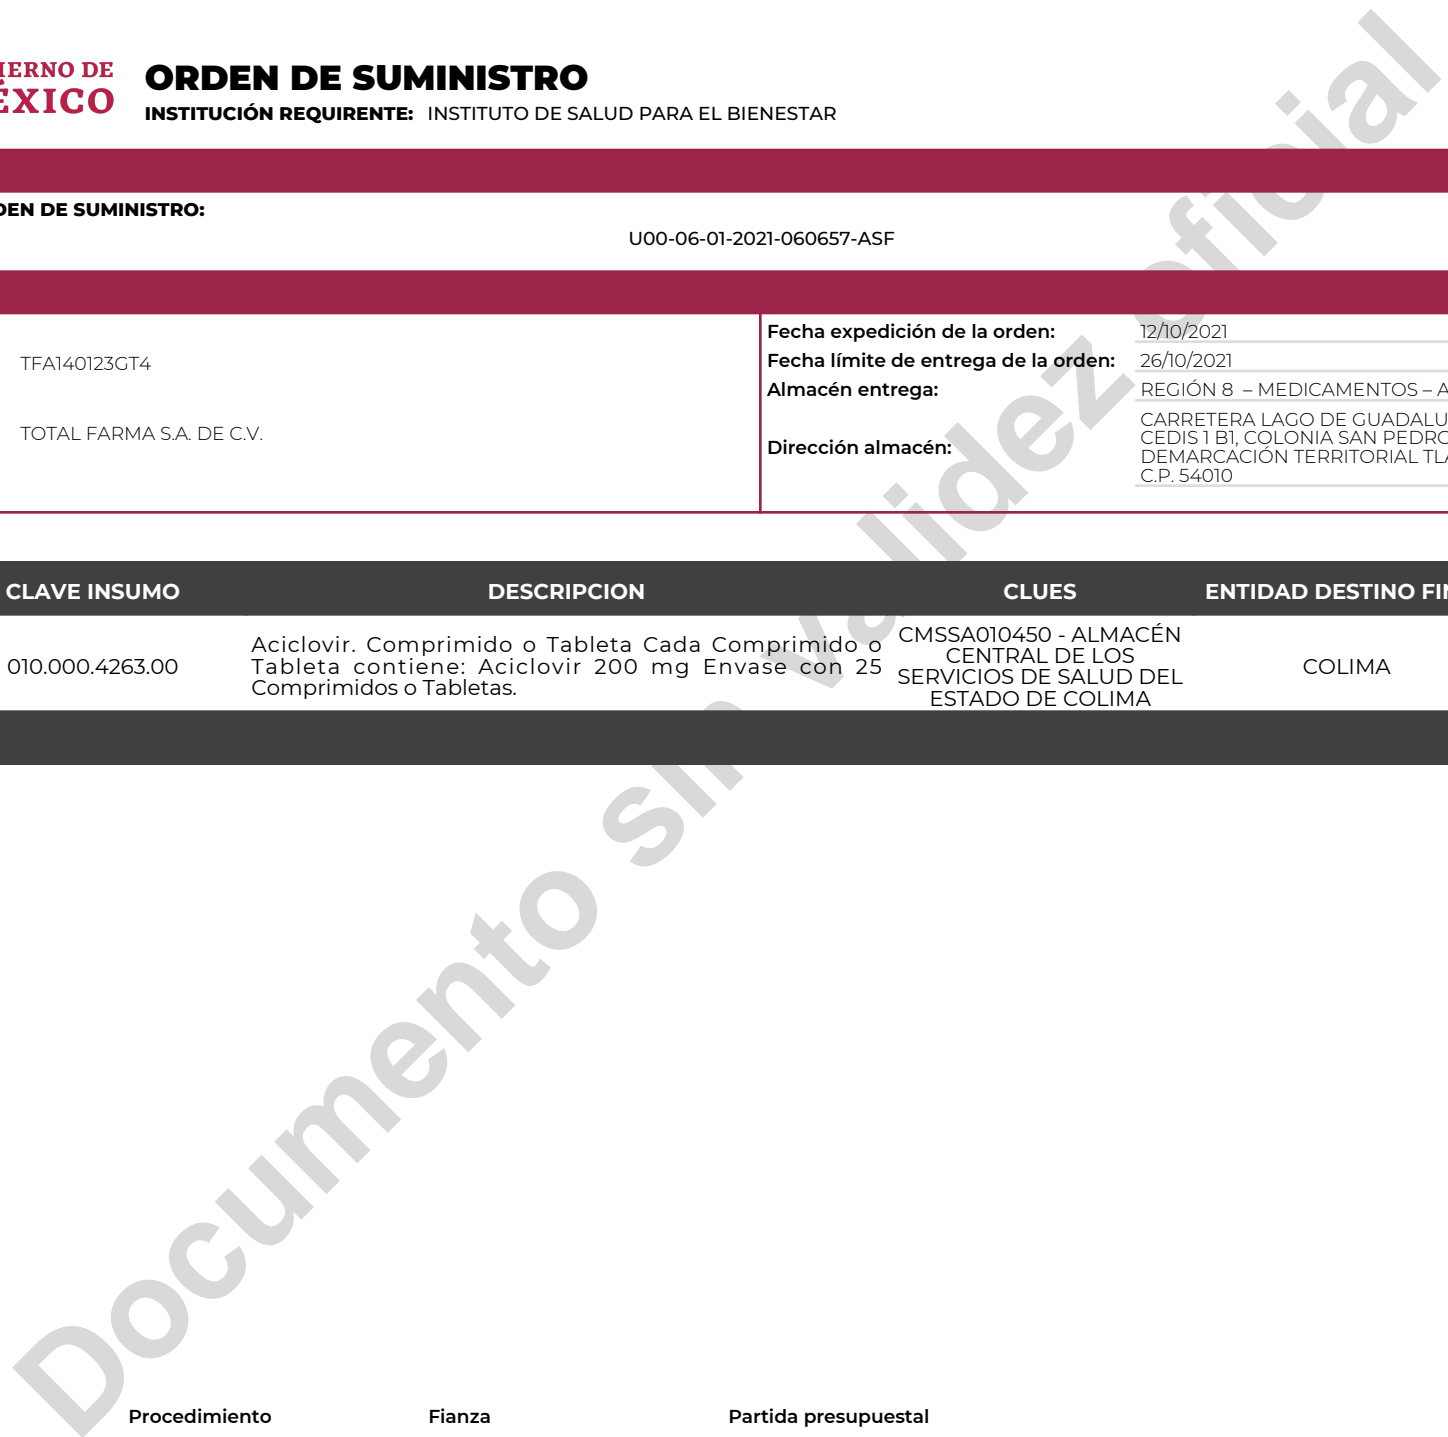 IERNO DE
ÉXICO
ORDEN DE SUMINISTRO
INSTITUCIÓN REQUIRENTE: INSTITUTO DE SALUD PARA EL BIENESTAR
DEN DE SUMINISTRO:
U00-06-01-2021-060657-ASF
TFA140123GT4
TOTAL FARMA S.A. DE C.V.
Fecha expedición de la orden: 12/10/2021
Fecha límite de entrega de la orden: 26/10/2021
Almacén entrega: REGIÓN 8 – MEDICAMENTOS – A
Dirección almacén:
CARRETERA LAGO DE GUADALU
CEDIS 1 B1, COLONIA SAN PEDRO
DEMARCACIÓN TERRITORIAL TLA
C.P. 54010
CLAVE INSUMO DESCRIPCION CLUES ENTIDAD DESTINO FIN
010.000.4263.00
Aciclovir. Comprimido o Tableta Cada Comprimido o
Tableta contiene: Aciclovir 200 mg Envase con 25
Comprimidos o Tabletas.
CMSSA010450 - ALMACÉN
CENTRAL DE LOS
SERVICIOS DE SALUD DEL
ESTADO DE COLIMA
COLIMA
Documento sin validez oficial
Procedimiento Fianza Partida presupuestal